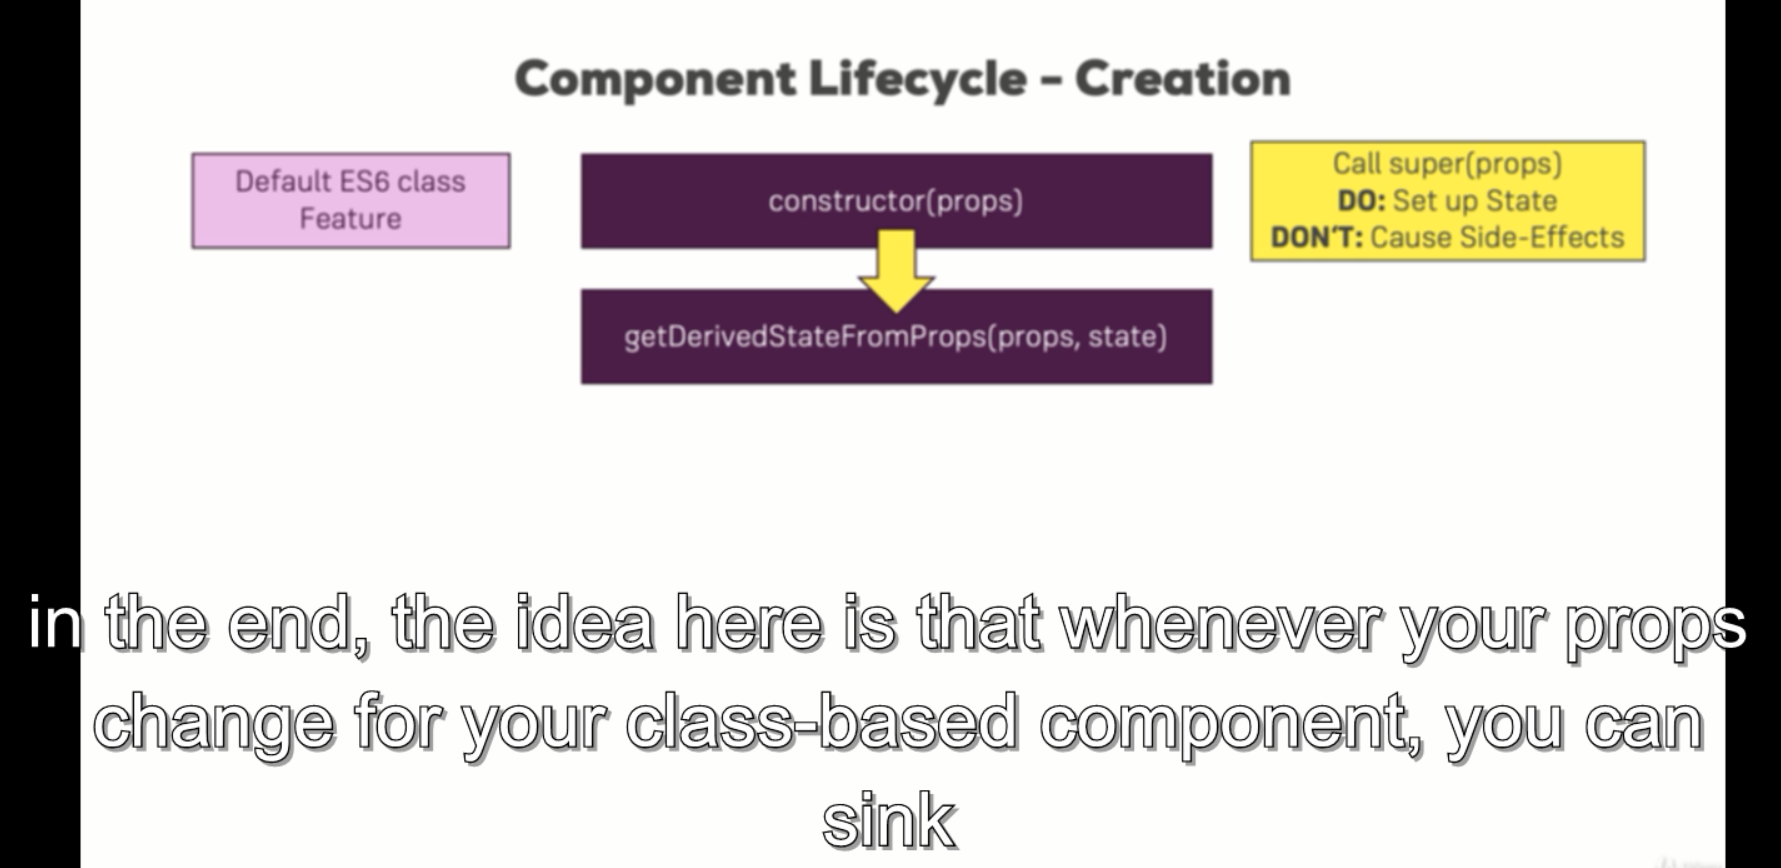 Component Lifecycle - Creation
Default ES6 class
Feature
constructor(props)
Call super(props)
DO: Set up State
DON'T: Cause Side-Effects
getDerivedStateFromProps(props, state)
in the end, the idea here is that whenever your props
change for your class-based component, you can
sink